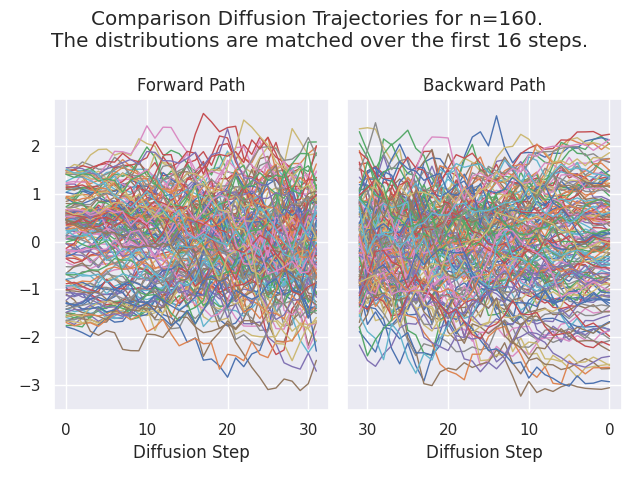 Comparison Diffusion Trajectories for n=160.
The distributions are matched over the first 16 steps.
Forward Path
Backward Path
2
1
0
−1
−2
−3
0 10 20 30
30 20 10 0
Diffusion Step
Diffusion Step